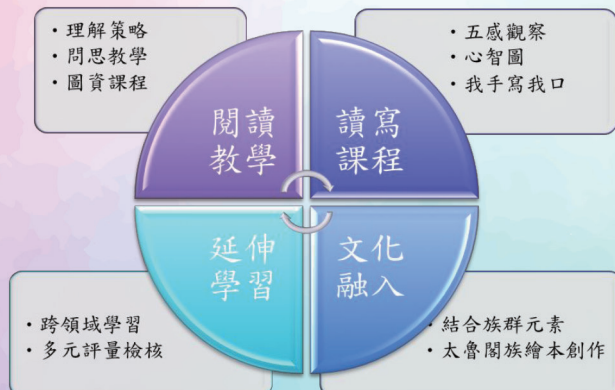 · 理解策略
· 問思教學
· 圖資課程
· 五感觀察
· 心智圖
· 我手寫我口
閱讀
教學
讀寫
課程
延伸
學習
文化
融入
· 跨領域學習
· 多元評量檢核
· 結合族群元素
· 太魯閣族繪本創作